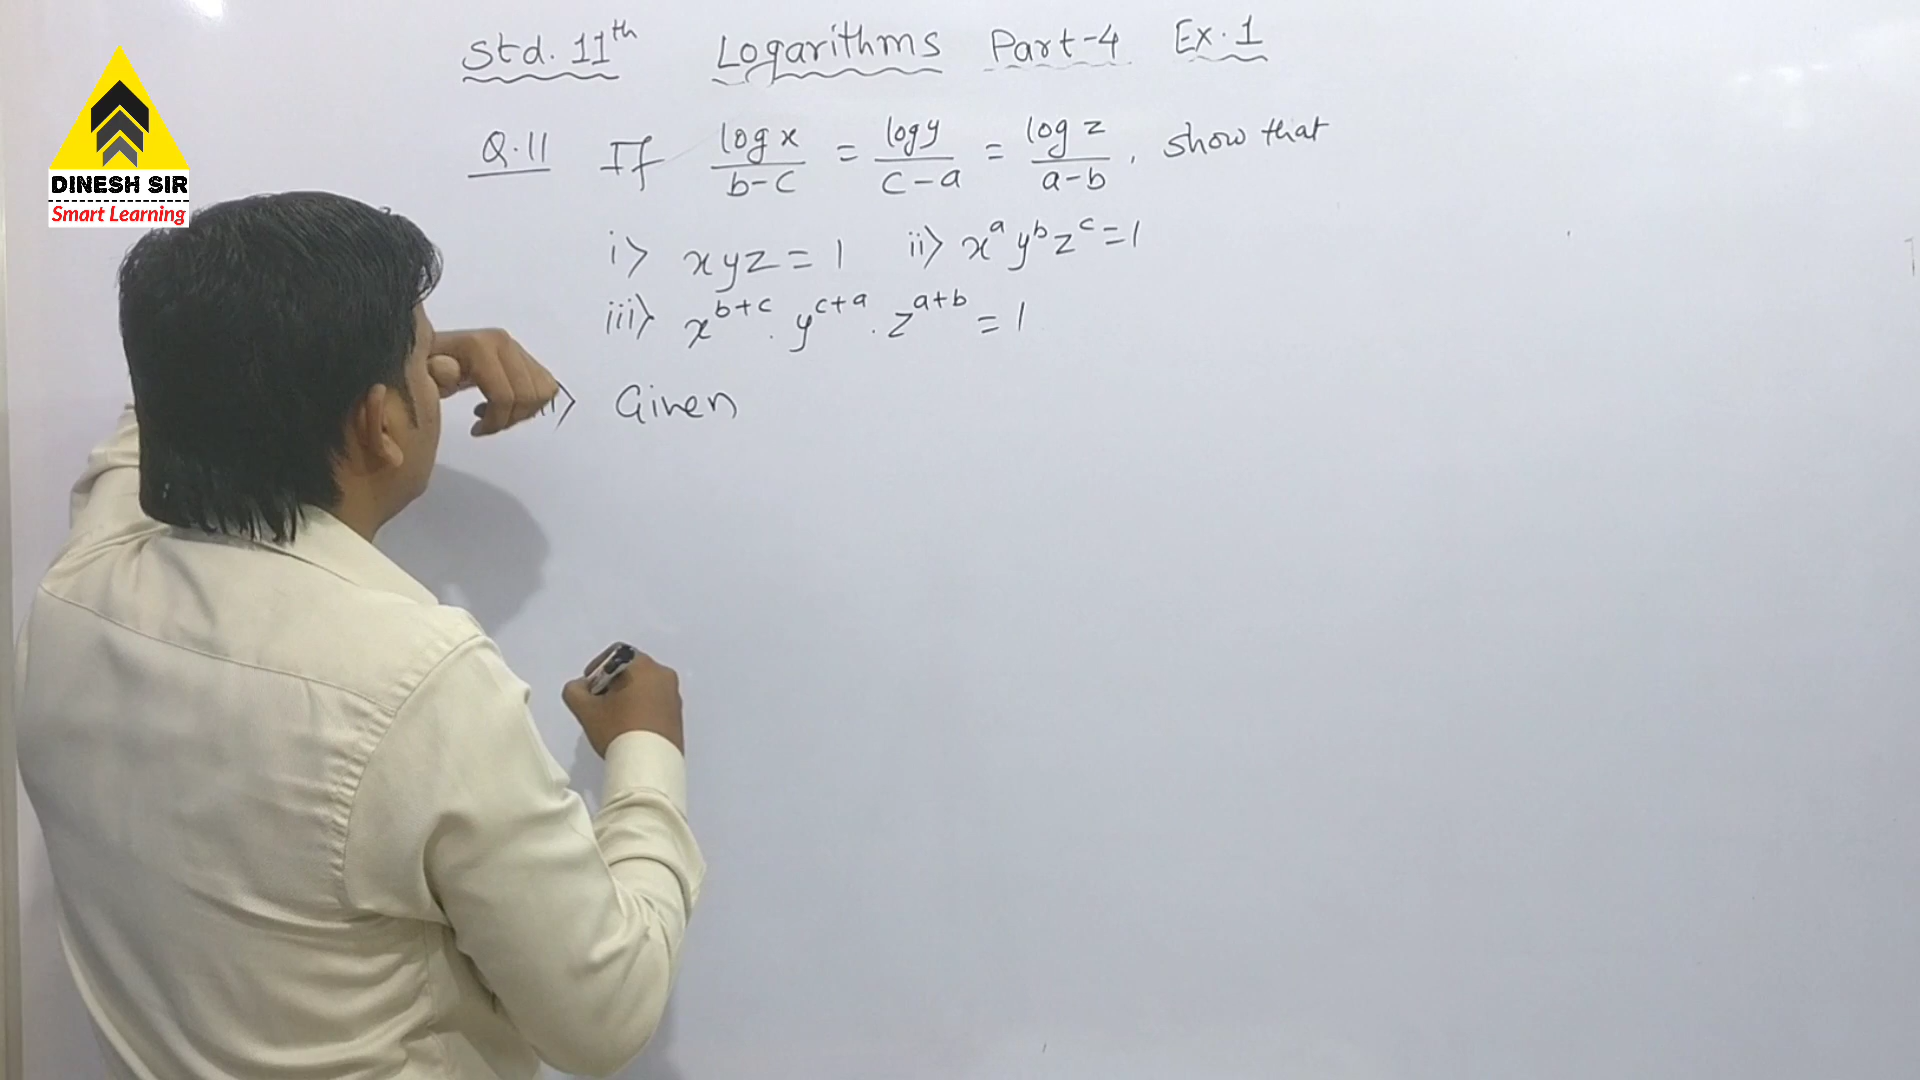 DINESH SIR
Smart Learning
Std. 11th Logarithms Part-4 Ex. 1
Q.11 If log x / b-c = log y / c-a = log z / a-b, show that
i) xyz = 1 ii) x^a y^b z^c = 1
iii) x^b+c . y^c+a . z^a+b = 1
Given